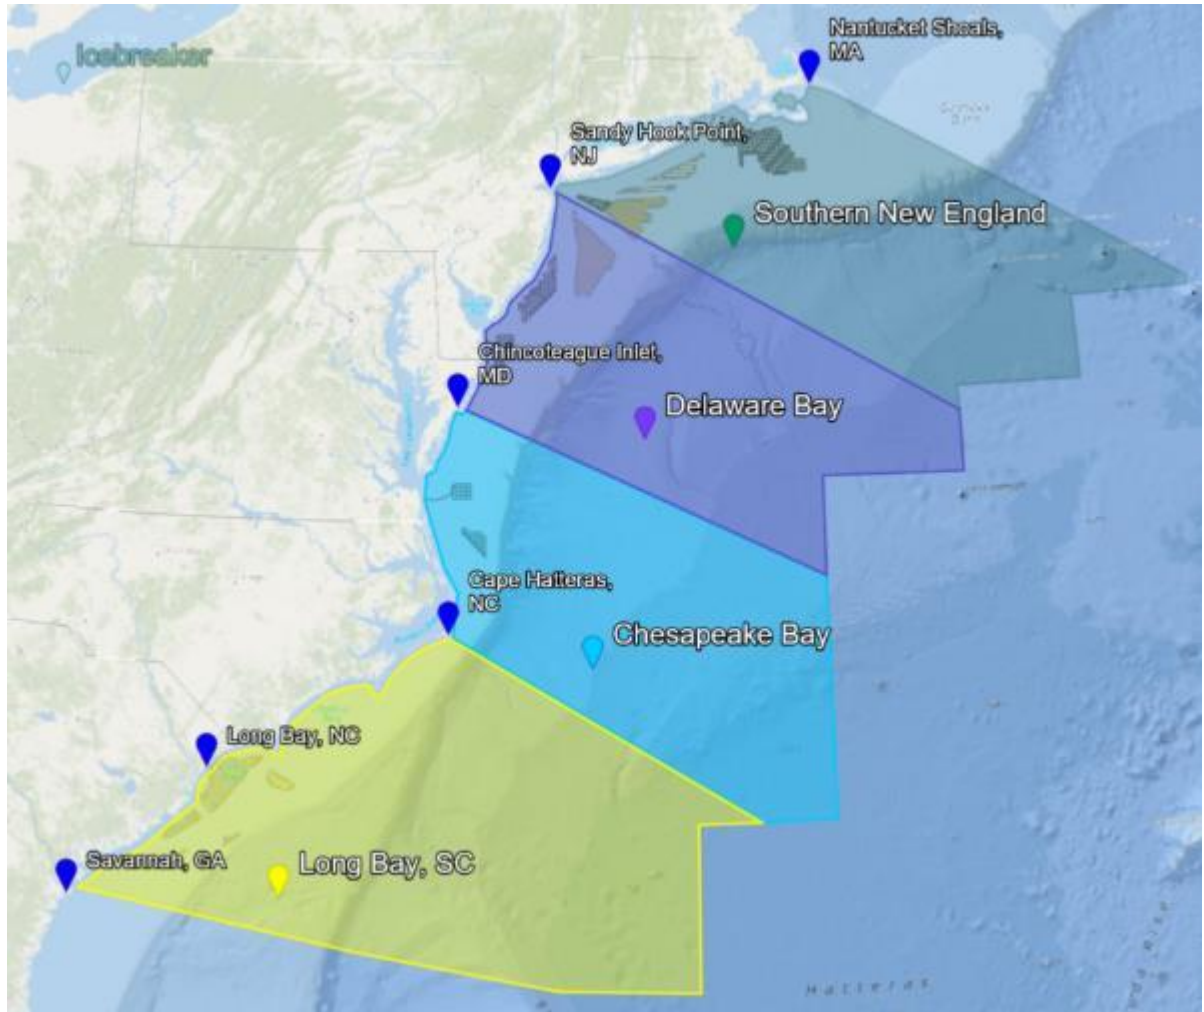 Icebreaker
Nantucket Shoals,
MA
Sandy Hook Point,
NJ
Southern New England
Chincoteague Inlet,
MD
Delaware Bay
Cape Hatteras,
NC
Chesapeake Bay
Long Bay, NC
Savannah, GA
Long Bay, SC
Hatteras